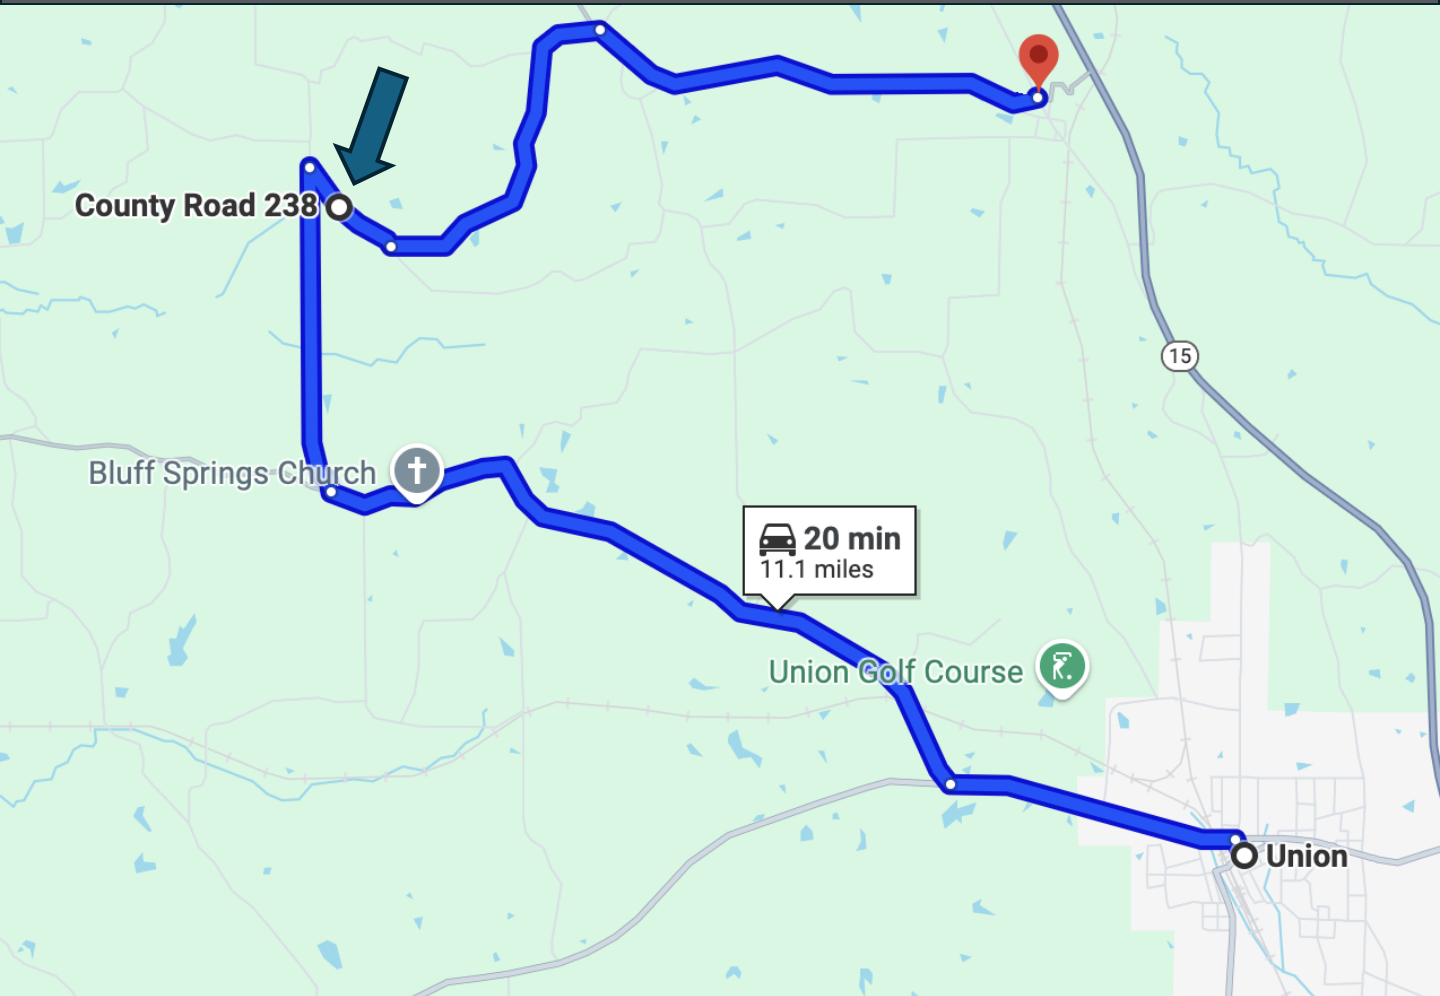 County Road 238
15
Bluff Springs Church
20 min
11.1 miles
Union Golf Course
Union